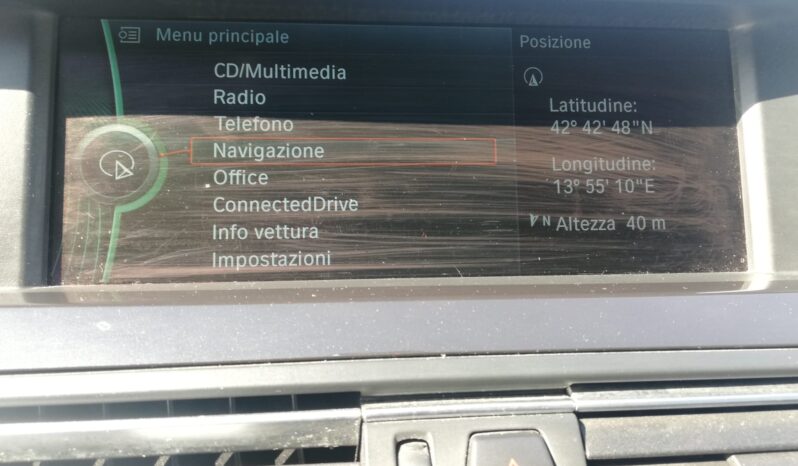 Menu principale
CD/Multimedia
Radio
Telefono
Navigazione
Office
ConnectedDrive
Info vettura
Impostazioni
Posizione
Latitudine:
42° 42' 48"N
Longitudine:
13° 55' 10"E
N Altezza 40 m